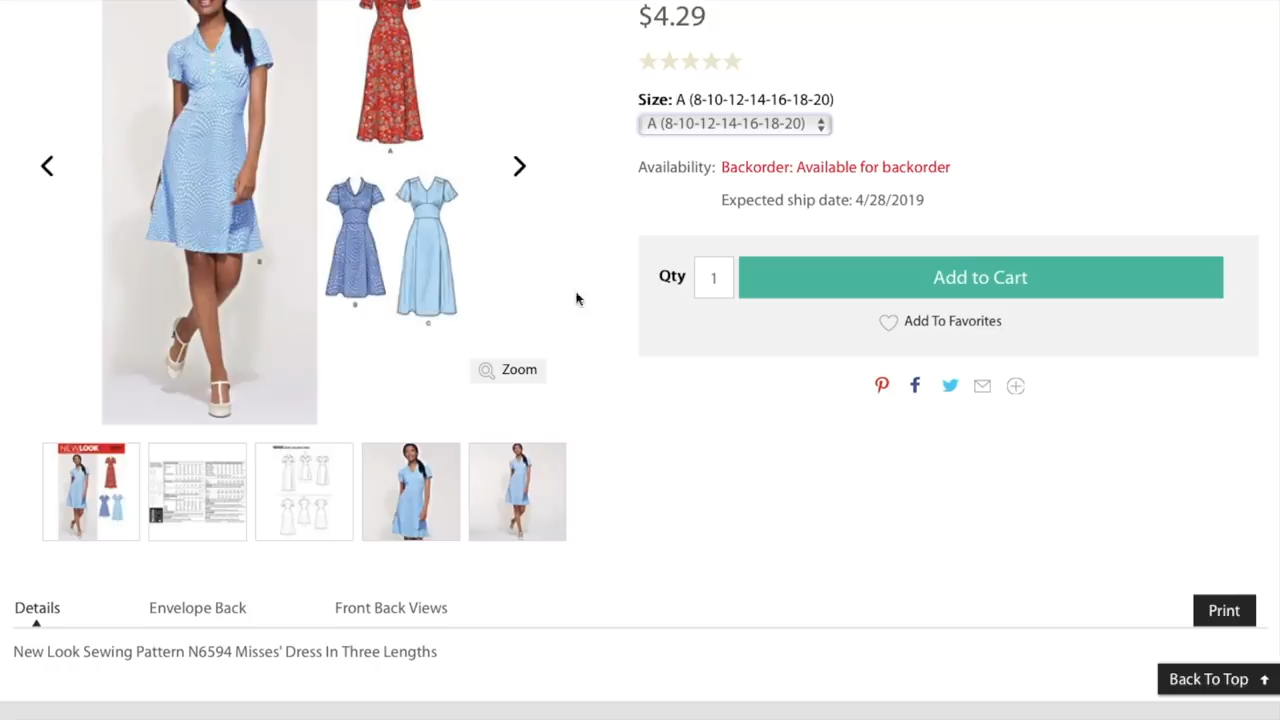 $4.29
Size: A (8-10-12-14-16-18-20)
A (8-10-12-14-16-18-20)
Availability: Backorder: Available for backorder
Expected ship date: 4/28/2019
Qty 1 Add to Cart
Add To Favorites
A
B
B
C
Zoom
NEWLOOK
Details Envelope Back Front Back Views Print
New Look Sewing Pattern N6594 Misses' Dress In Three Lengths
Back To Top